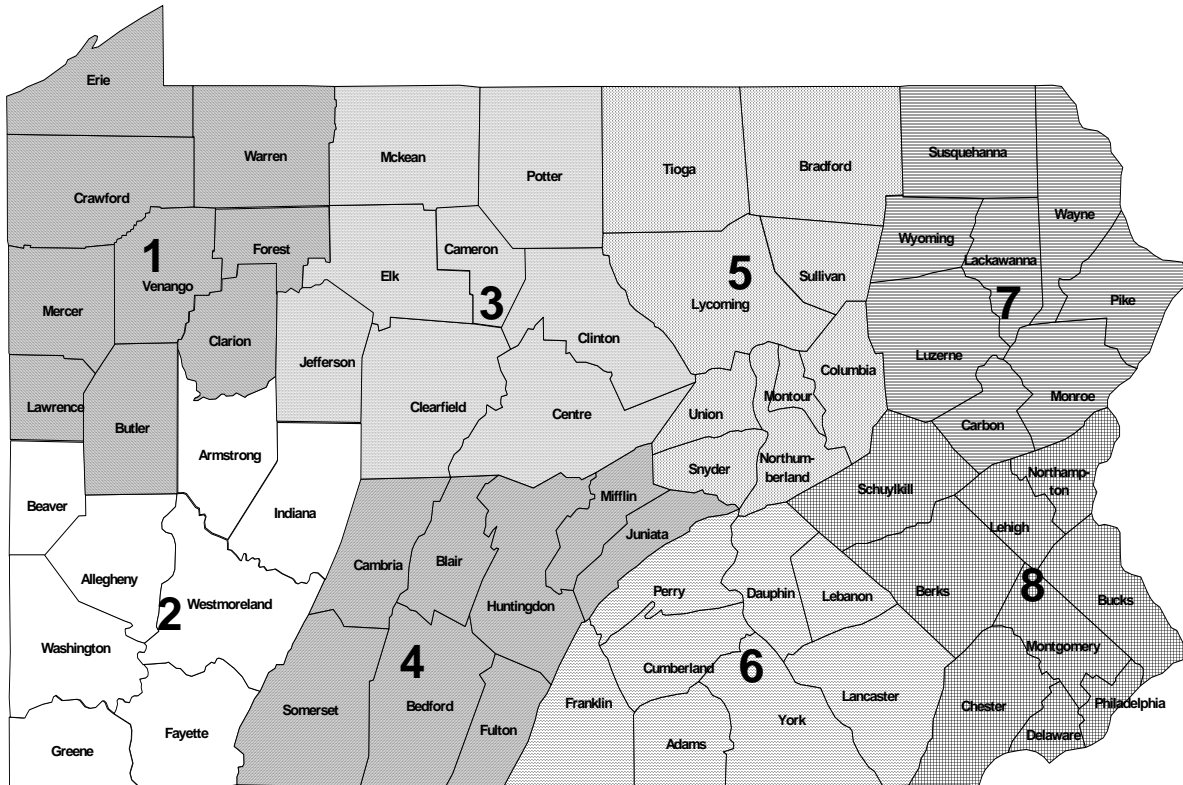 Erie
Warren
Mckean
Potter
Tioga
Bradford
Susquehanna
Crawford
Wayne
1
Venango
Forest
Elk
Cameron
3
5
Lycoming
Sullivan
Wyoming
Lackawanna
7
Pike
Mercer
Clarion
Jefferson
Clinton
Luzerne
Columbia
Monroe
Lawrence
Butler
Clearfield
Centre
Union
Montour
Carbon
Armstrong
Snyder
Northum-
berland
Schuylkill
Northamp-
ton
Beaver
Indiana
Mifflin
Juniata
Lehigh
Allegheny
Cambria
Blair
Huntingdon
Perry
Dauphin
Lebanon
Berks
8
Bucks
2
Westmoreland
Washington
4
Cumberland
6
Montgomery
Somerset
Bedford
Fulton
Franklin
York
Lancaster
Chester
Philadelphia
Greene
Fayette
Adams
Delaware